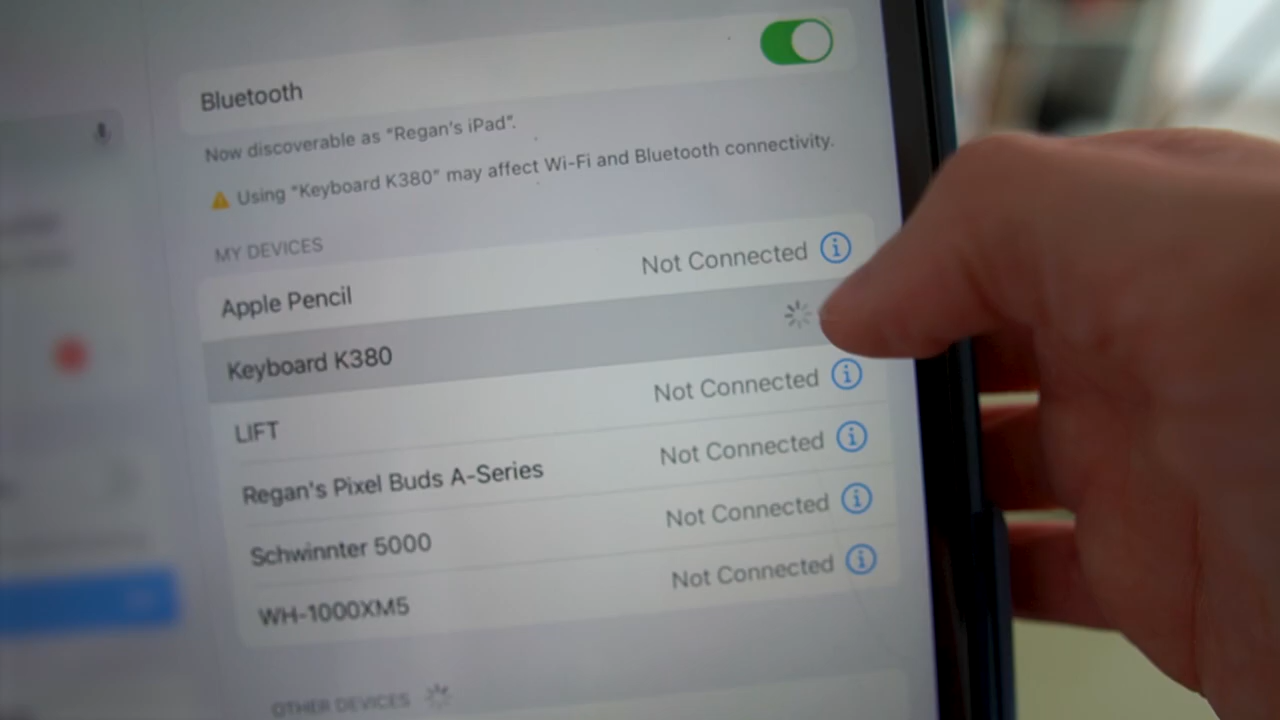 Bluetooth
Now discoverable as “Regan's iPad”.
Using “Keyboard K380” may affect Wi-Fi and Bluetooth connectivity.
MY DEVICES
Apple Pencil Not Connected
Keyboard K380
LIFT Not Connected
Regan's Pixel Buds A-Series Not Connected
Schwinnter 5000 Not Connected
WH-1000XM5 Not Connected
OTHER DEVICES